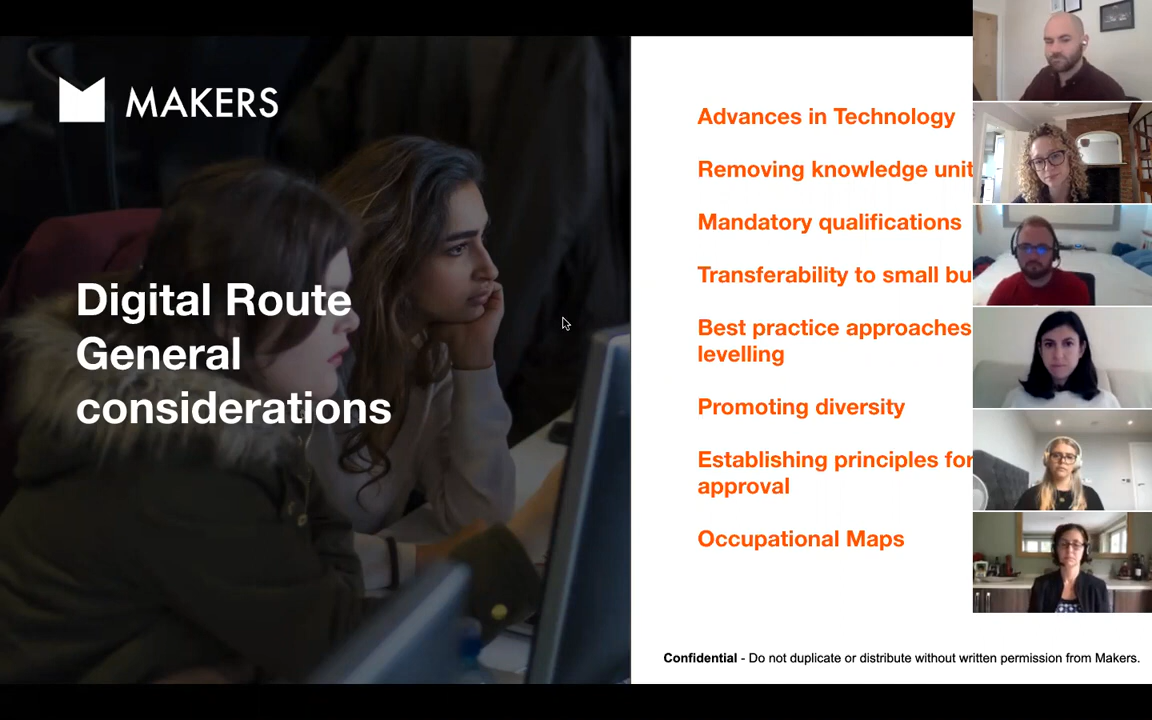 MAKERS
Digital Route
General
considerations
Advances in Technology
Removing knowledge unit
Mandatory qualifications
Transferability to small bu
Best practice approaches
levelling
Promoting diversity
Establishing principles for
approval
Occupational Maps
Confidential - Do not duplicate or distribute without written permission from Makers.